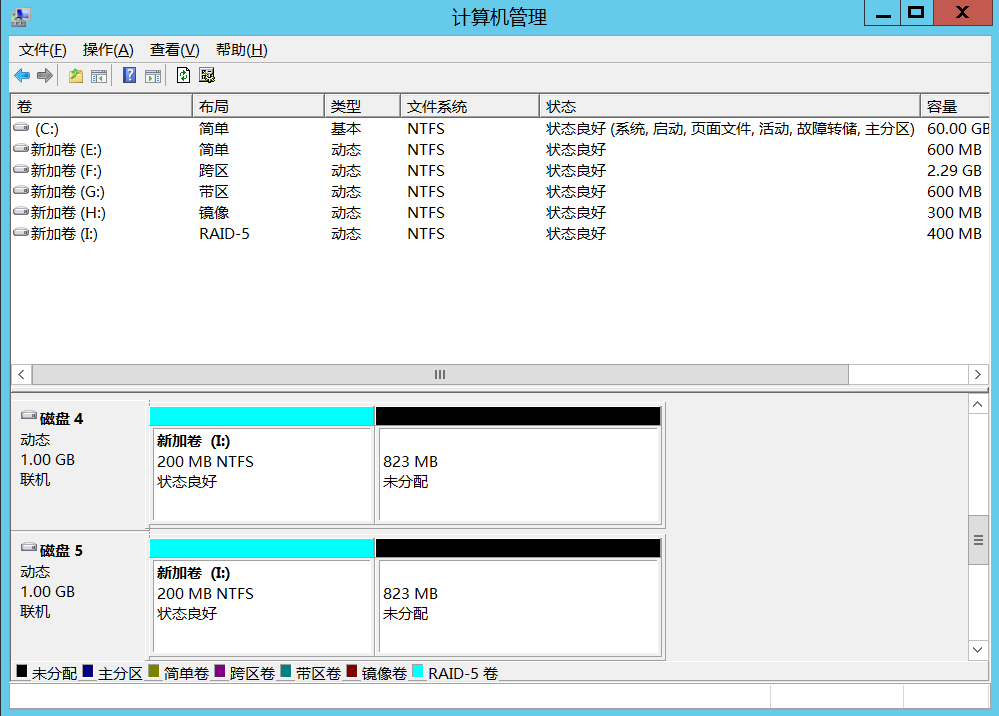 计算机管理
文件(F) 操作(A) 查看(V) 帮助(H)
卷 布局 类型 文件系统 状态 容量
(C:) 简单 基本 NTFS 状态良好 (系统, 启动, 页面文件, 活动, 故障转储, 主分区) 60.00 GB
新加卷 (E:) 简单 动态 NTFS 状态良好 600 MB
新加卷 (F:) 跨区 动态 NTFS 状态良好 2.29 GB
新加卷 (G:) 带区 动态 NTFS 状态良好 600 MB
新加卷 (H:) 镜像 动态 NTFS 状态良好 300 MB
新加卷 (I:) RAID-5 动态 NTFS 状态良好 400 MB
磁盘 4
动态
1.00 GB
联机
新加卷 (I:)
200 MB NTFS
状态良好
823 MB
未分配
磁盘 5
动态
1.00 GB
联机
新加卷 (I:)
200 MB NTFS
状态良好
823 MB
未分配
未分配 主分区 简单卷 跨区卷 带区卷 镜像卷 RAID-5 卷